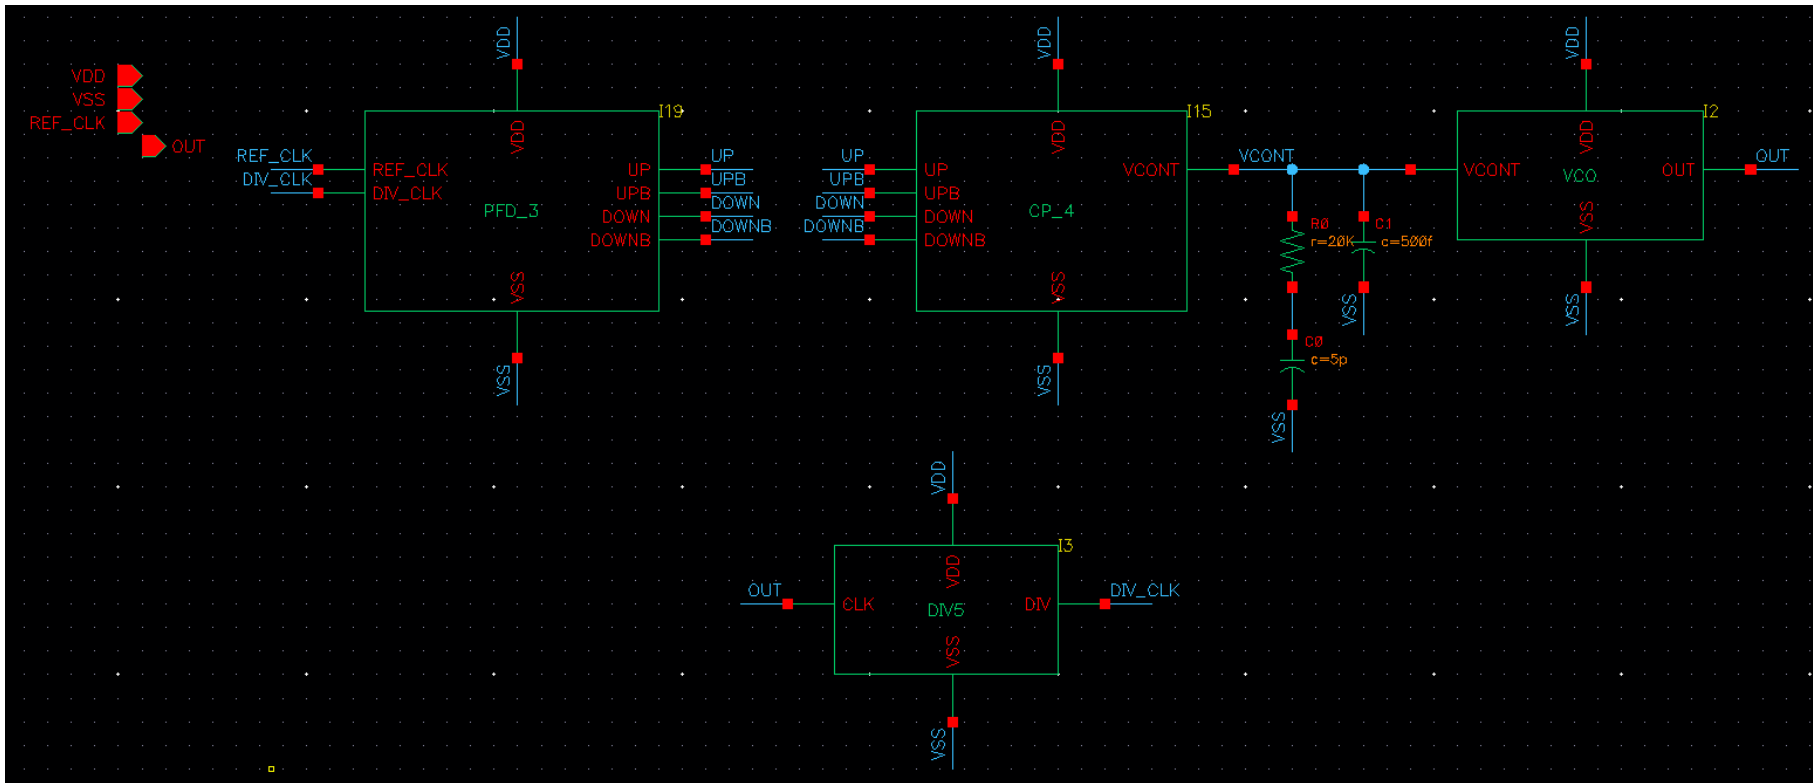 VDD
VSS
REF_CLK
OUT
VDD
I19
VDD
REF_CLK
DIV_CLK
REF_CLK
DIV_CLK
PFD_3
UP
UPB
DOWN
DOWNB
UP
UPB
DOWN
DOWNB
VSS
VSS
VDD
I15
VDD
UP
UPB
DOWN
DOWNB
UP
UPB
DOWN
DOWNB
CP_4
VCONT
VSS
VSS
VCONT
R0
r=20K
C1
c=500f
VSS
C0
c=5p
VSS
VDD
I2
VDD
VCONT
VCO
OUT
OUT
VSS
VSS
VDD
I3
VDD
OUT
CLK
DIV5
DIV
DIV_CLK
VSS
VSS